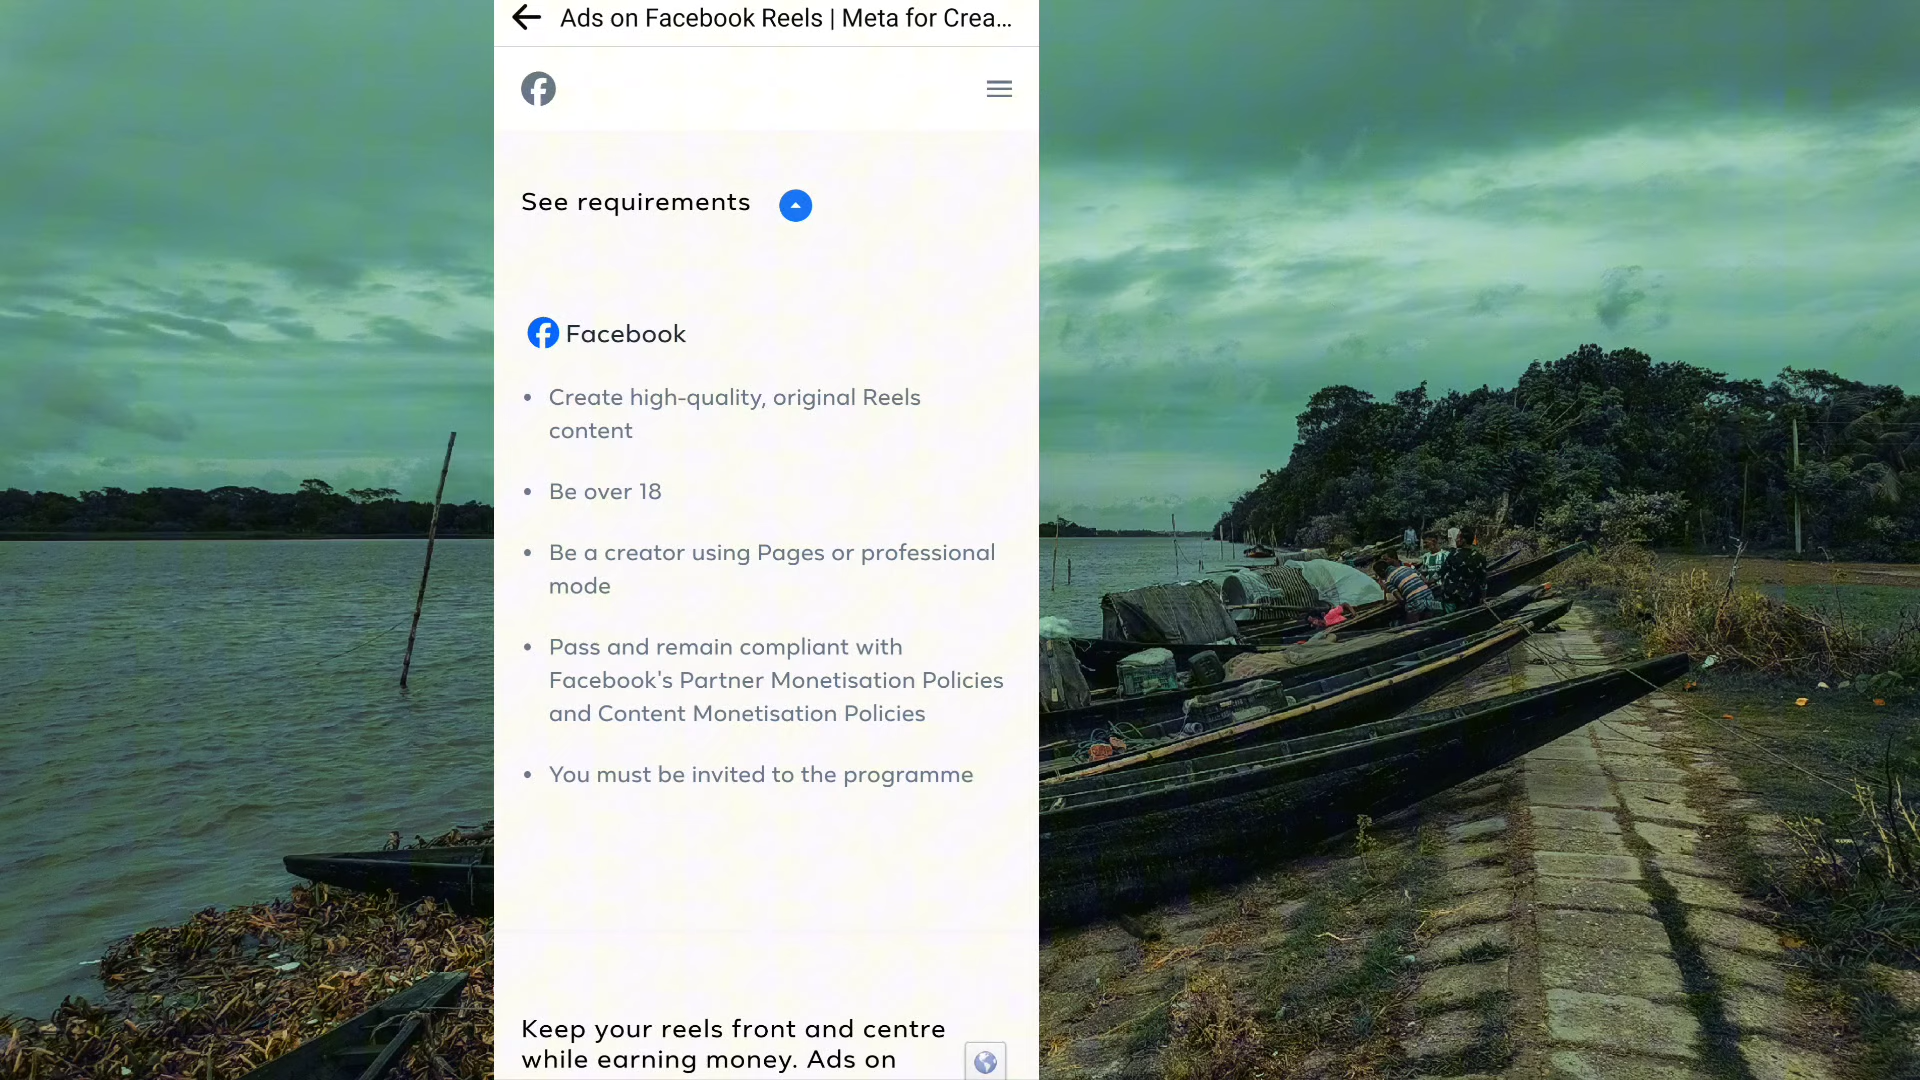 Ads on Facebook Reels | Meta for Crea...
See requirements
Facebook
• Create high-quality, original Reels
content
• Be over 18
• Be a creator using Pages or professional
mode
• Pass and remain compliant with
Facebook's Partner Monetisation Policies
and Content Monetisation Policies
• You must be invited to the programme
Keep your reels front and centre
while earning money. Ads on